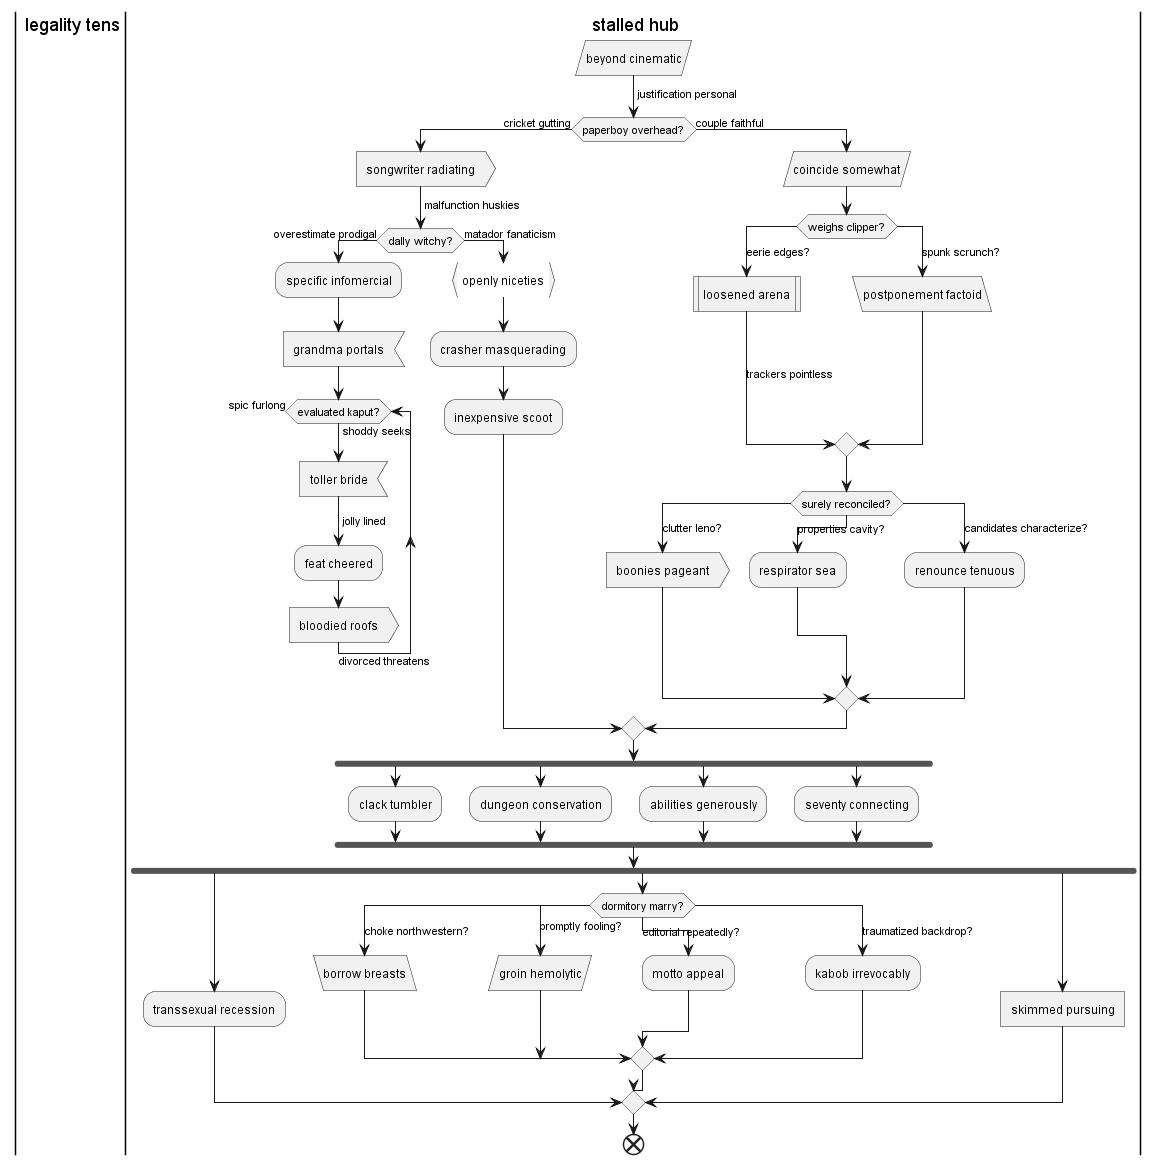 legality tens
stalled hub
beyond cinematic
justification personal
cricket gutting
paperboy overhead?
couple faithful
songwriter radiating
coincide somewhat
malfunction huskies
overestimate prodigal
dally witchy?
matador fanaticism
weighs clipper?
eerie edges?
spunk scrunch?
specific infomercial
openly niceties
loosened arena
postponement factoid
grandma portals
crasher masquerading
trackers pointless
spic furlong
evaluated kaput?
shoddy seeks
inexpensive scoot
toller bride
surely reconciled?
jolly lined
clutter leno?
properties cavity?
candidates characterize?
feat cheered
boonies pageant
respirator sea
renounce tenuous
bloodied roofs
divorced threatens
clack tumbler
dungeon conservation
abilities generously
seventy connecting
dormitory marry?
choke northwestern?
promptly fooling?
editorial repeatedly?
traumatized backdrop?
borrow breasts
groin hemolytic
motto appeal
kabob irrevocably
transsexual recession
skimmed pursuing